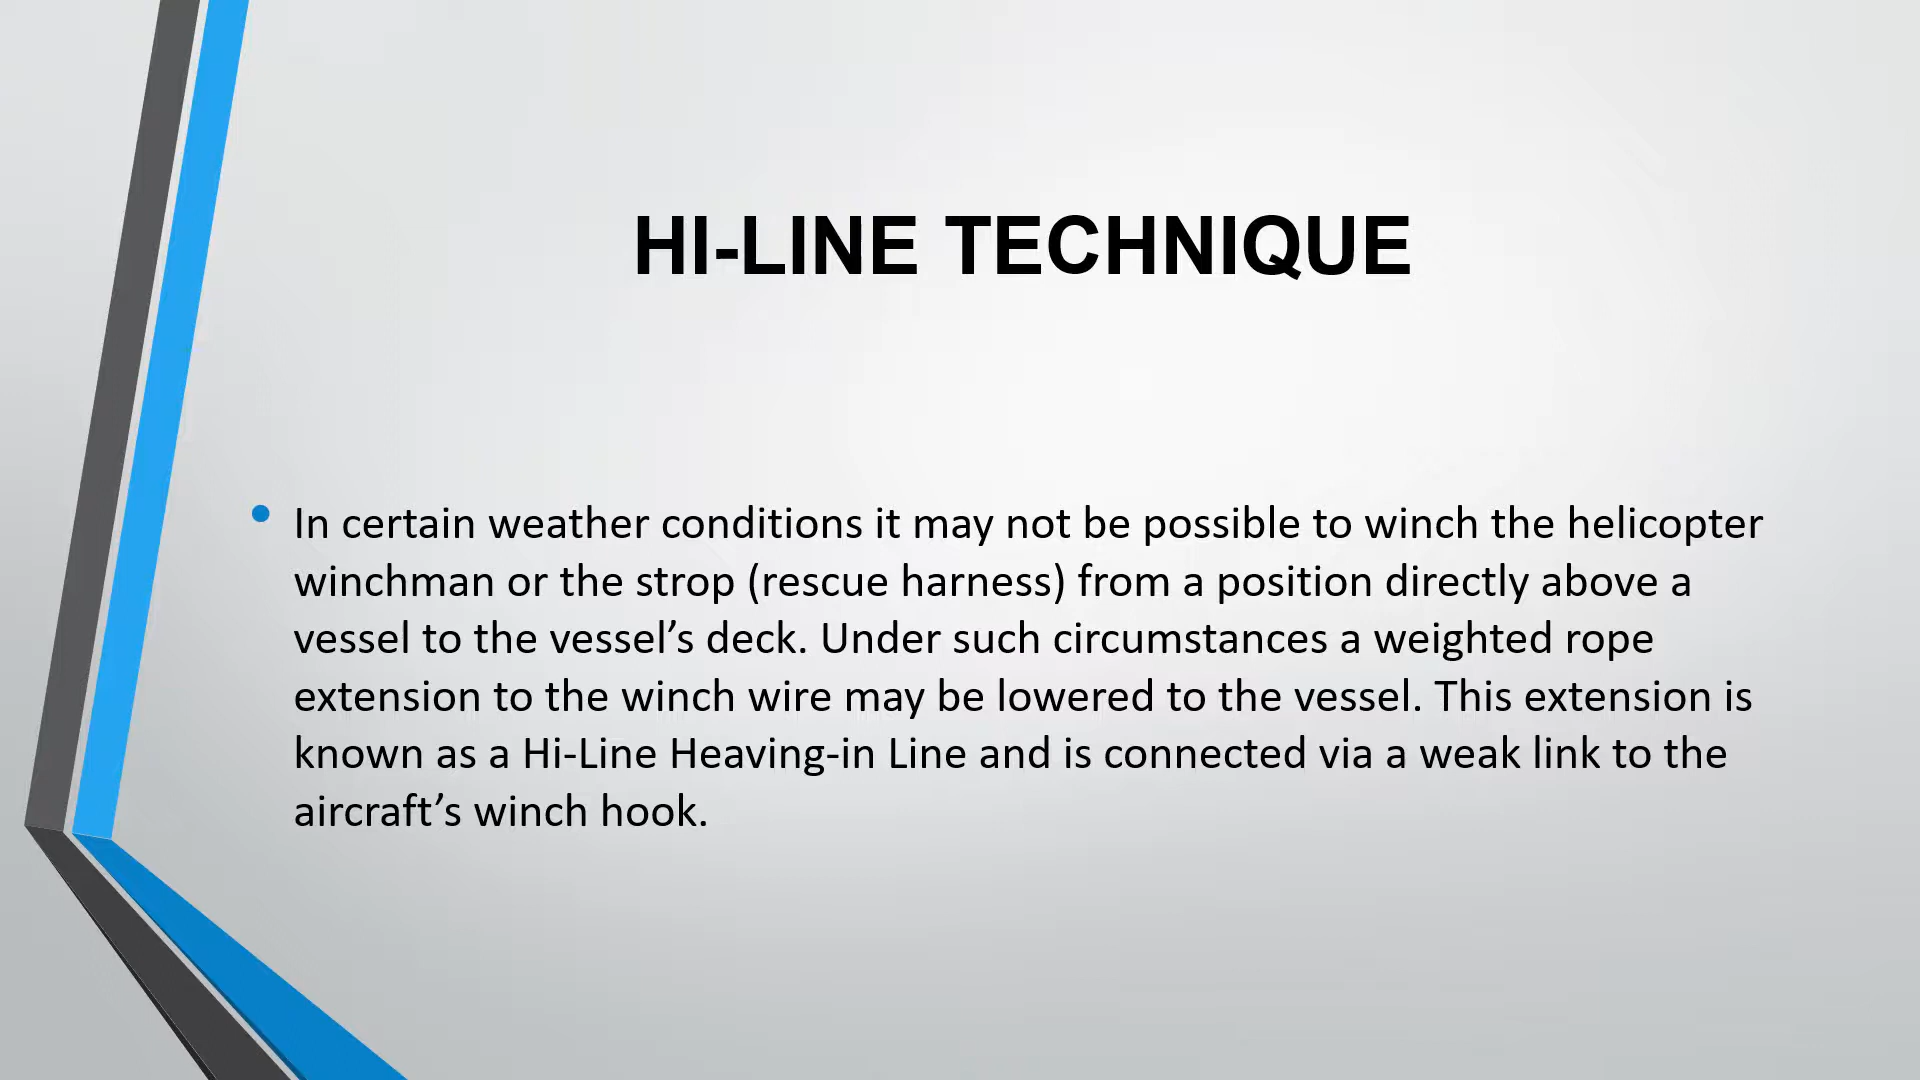 HI-LINE TECHNIQUE
• In certain weather conditions it may not be possible to winch the helicopter
winchman or the strop (rescue harness) from a position directly above a
vessel to the vessel’s deck. Under such circumstances a weighted rope
extension to the winch wire may be lowered to the vessel. This extension is
known as a Hi-Line Heaving-in Line and is connected via a weak link to the
aircraft’s winch hook.